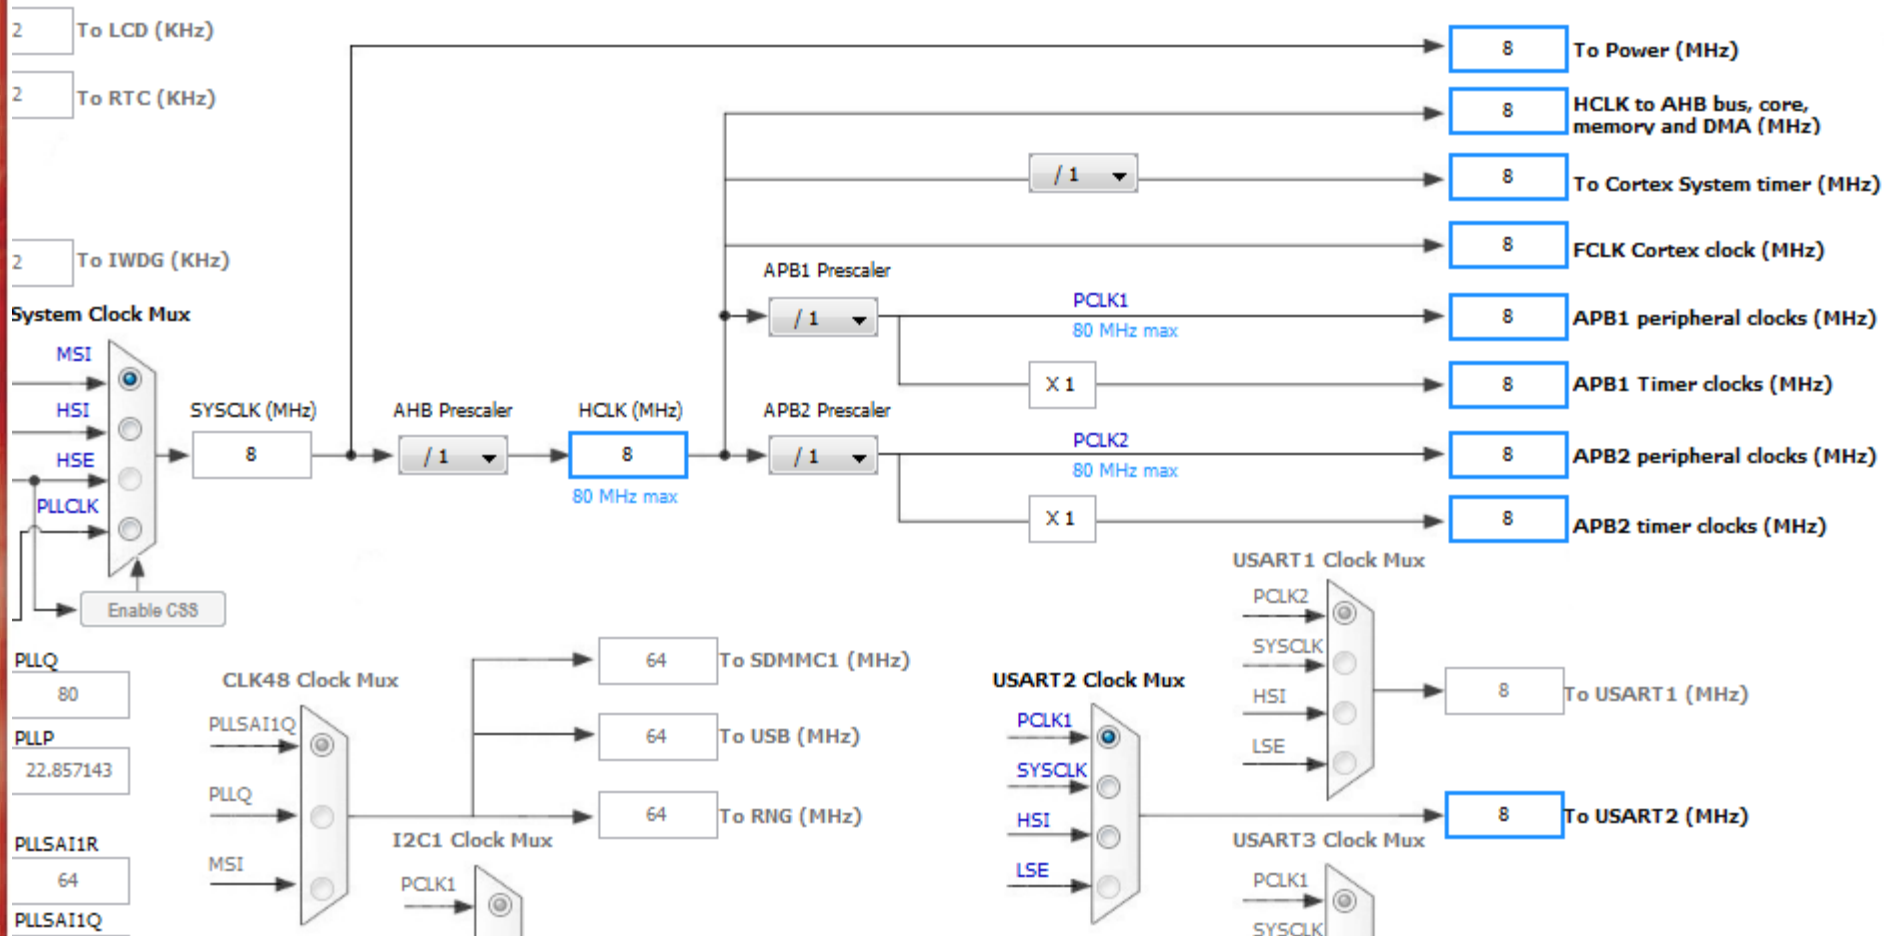 2
To LCD (KHz)
2
To RTC (KHz)
2
To IWDG (KHz)
8
To Power (MHz)
8
HCLK to AHB bus, core,
memory and DMA (MHz)
/ 1
8
To Cortex System timer (MHz)
8
FCLK Cortex clock (MHz)
APB1 Prescaler
/ 1
PCLK1
80 MHz max
8
APB1 peripheral clocks (MHz)
X 1
8
APB1 Timer clocks (MHz)
System Clock Mux
MSI
HSI
HSE
PLLCLK
Enable CSS
SYSCLK (MHz)
8
AHB Prescaler
/ 1
HCLK (MHz)
8
80 MHz max
APB2 Prescaler
/ 1
PCLK2
80 MHz max
8
APB2 peripheral clocks (MHz)
X 1
8
APB2 timer clocks (MHz)
PLLQ
80
PLLP
22.857143
PLLSAI1R
64
PLLSAI1Q
CLK48 Clock Mux
PLLSAI1Q
PLLQ
MSI
64
To SDMMC1 (MHz)
64
To USB (MHz)
64
To RNG (MHz)
I2C1 Clock Mux
PCLK1
USART2 Clock Mux
PCLK1
SYSCLK
HSI
LSE
8
To USART2 (MHz)
USART1 Clock Mux
PCLK2
SYSCLK
HSI
LSE
8
To USART1 (MHz)
USART3 Clock Mux
PCLK1
SYSCLK